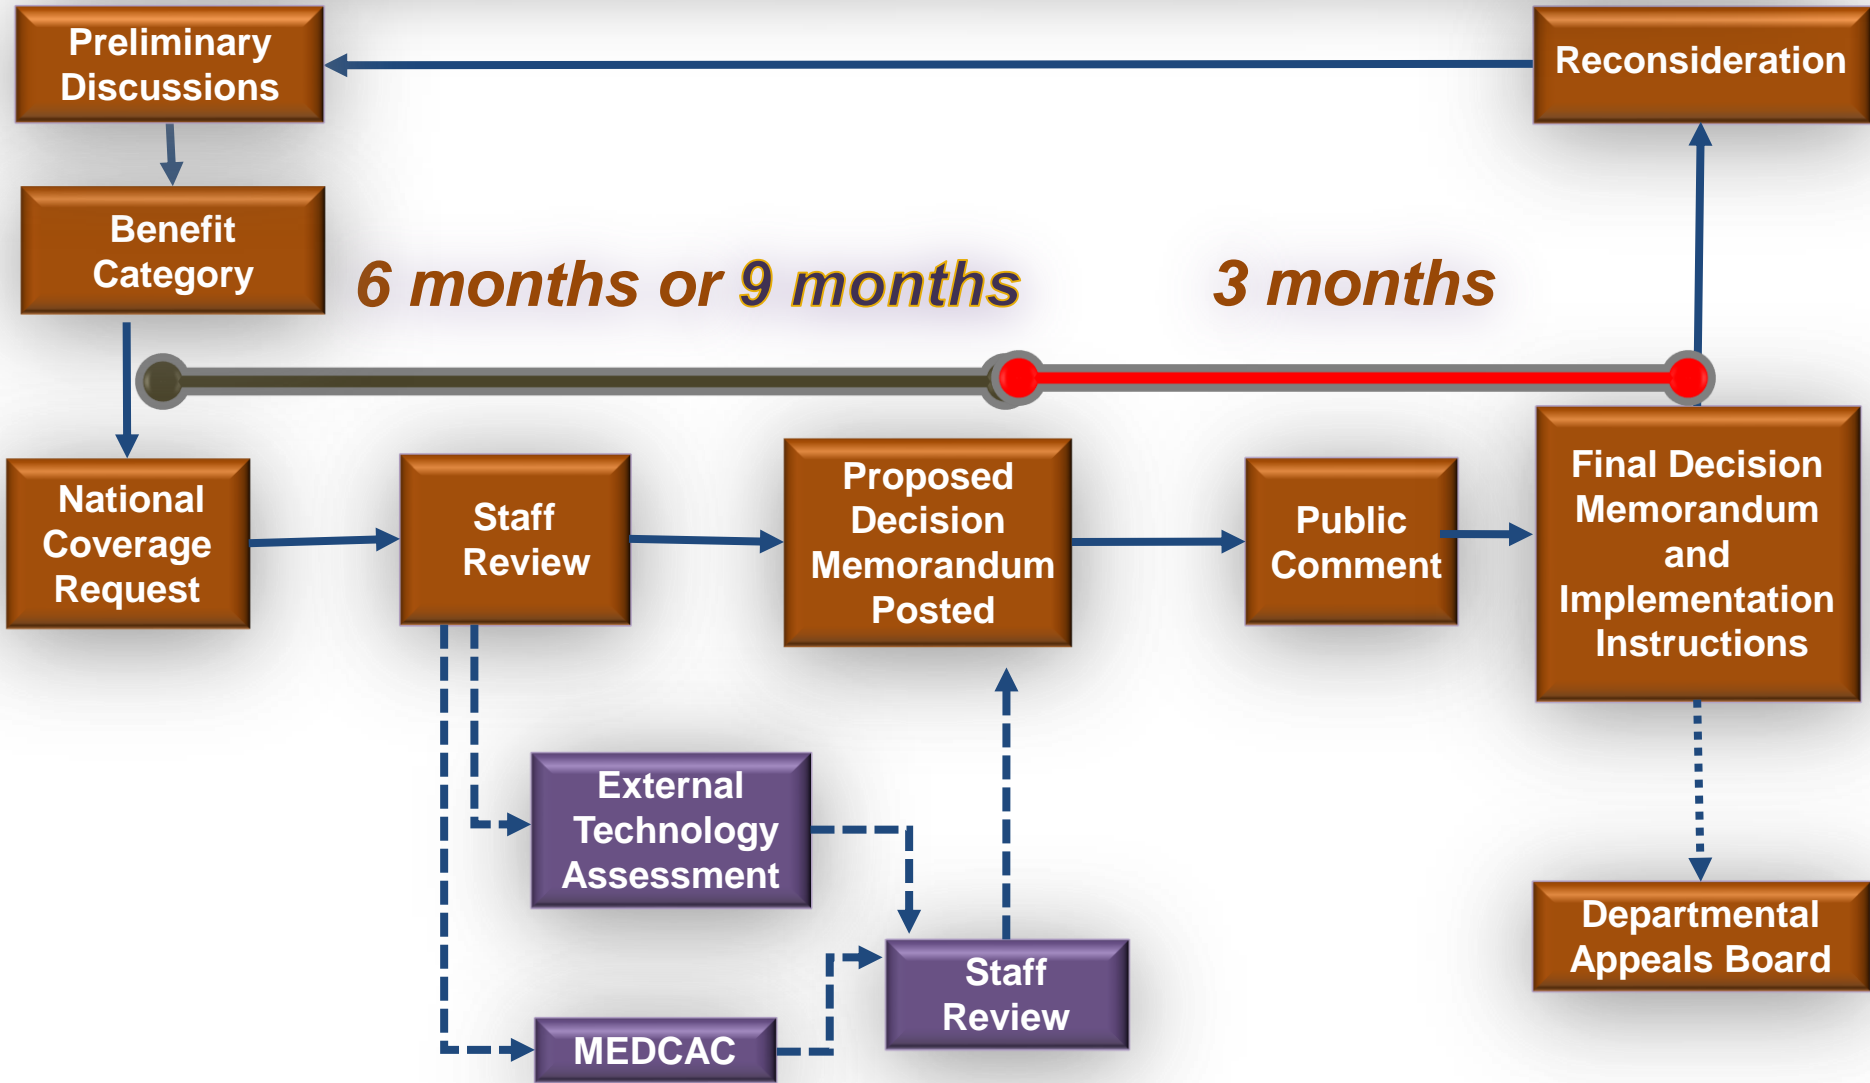 Preliminary
Discussions
Reconsideration
Benefit
Category
6 months or 9 months
3 months
National
Coverage
Request
Staff
Review
Proposed
Decision
Memorandum
Posted
Public
Comment
Final Decision
Memorandum
and
Implementation
Instructions
External
Technology
Assessment
Departmental
Appeals Board
Staff
Review
MEDCAC